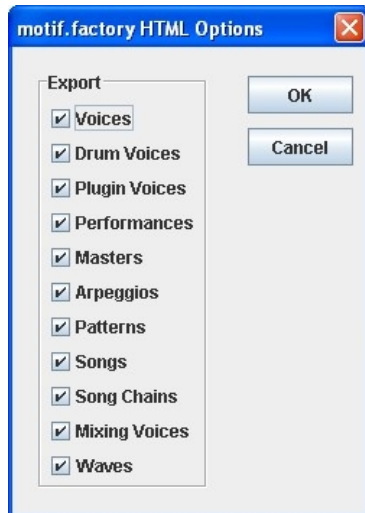 motif.factory HTML Options
Export
Voices
Drum Voices
Plugin Voices
Performances
Masters
Arpeggios
Patterns
Songs
Song Chains
Mixing Voices
Waves
OK
Cancel